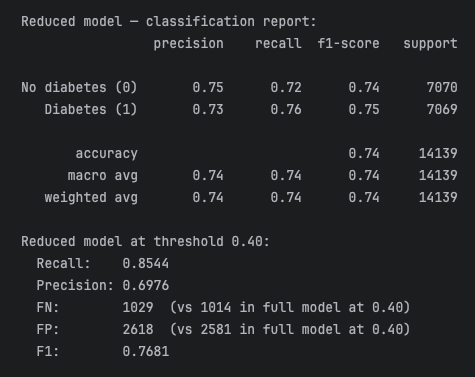 Reduced model — classification report:
precision recall f1-score support
No diabetes (0) 0.75 0.72 0.74 7070
Diabetes (1) 0.73 0.76 0.75 7069
accuracy 0.74 14139
macro avg 0.74 0.74 0.74 14139
weighted avg 0.74 0.74 0.74 14139
Reduced model at threshold 0.40:
Recall: 0.8544
Precision: 0.6976
FN: 1029 (vs 1014 in full model at 0.40)
FP: 2618 (vs 2581 in full model at 0.40)
F1: 0.7681